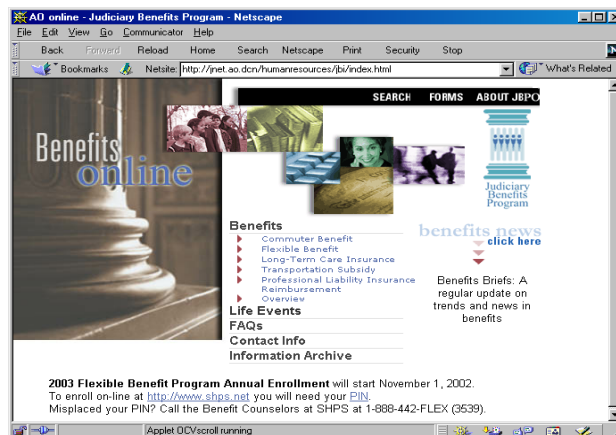 AO online - Judiciary Benefits Program - Netscape
File Edit View Go Communicator Help
Back Forward Reload Home Search Netscape Print Security Stop
Bookmarks Netsite: http://jnet.ao.dcn/humanresources/jbi/index.html What's Related
SEARCH FORMS ABOUT JBPO
Benefits
online
Judiciary
Benefits
Program
Benefits
Commuter Benefit
Flexible Benefit
Long-Term Care Insurance
Transportation Subsidy
Professional Liability Insurance
Reimbursement
Overview
Life Events
FAQs
Contact Info
Information Archive
benefits news
click here
Benefits Briefs: A
regular update on
trends and news in
benefits
2003 Flexible Benefit Program Annual Enrollment will start November 1, 2002.
To enroll on-line at http://www.shps.net you will need your PIN.
Misplaced your PIN? Call the Benefit Counselors at SHPS at 1-888-442-FLEX (3539).
Applet OCVscroll running